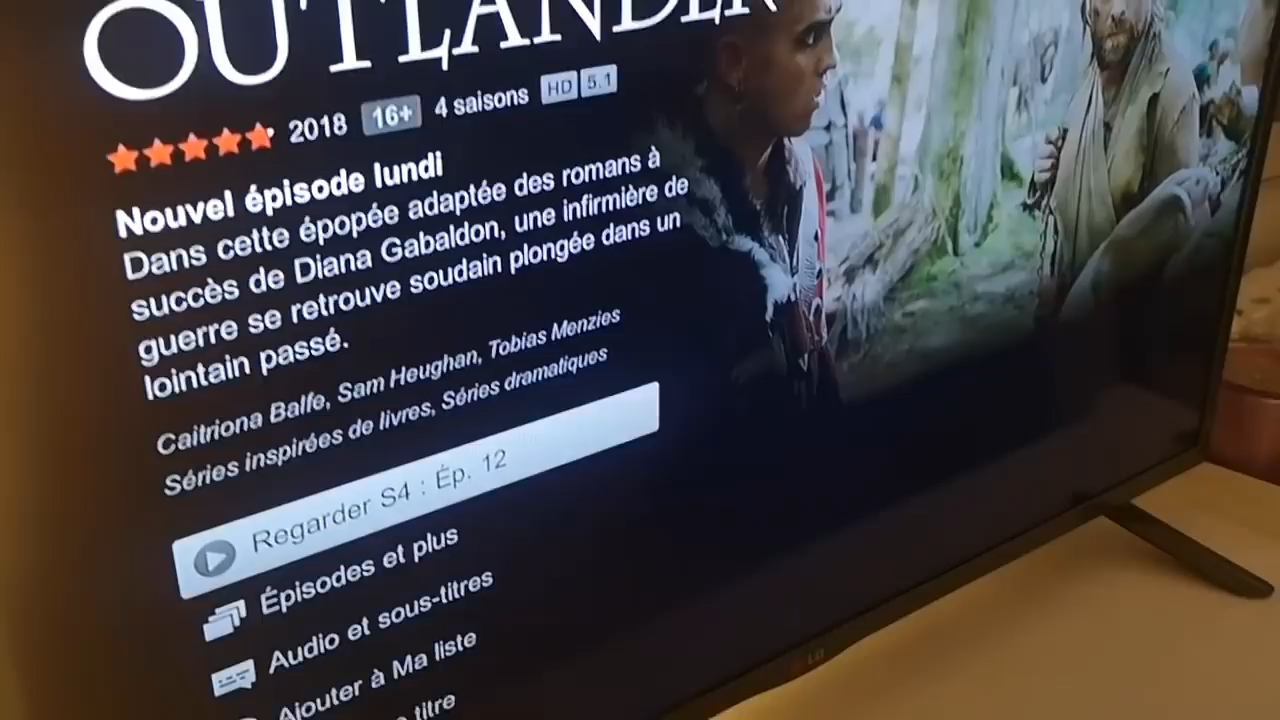 OUTLANDER
2018 16+ 4 saisons HD 5.1
Nouvel épisode lundi
Dans cette épopée adaptée des romans à
succès de Diana Gabaldon, une infirmière de
guerre se retrouve soudain plongée dans un
lointain passé.
Caitriona Balfe, Sam Heughan, Tobias Menzies
Séries inspirées de livres, Séries dramatiques
Regarder S4 : Ép. 12
Épisodes et plus
Audio et sous-titres
Ajouter à Ma liste
titre
LG